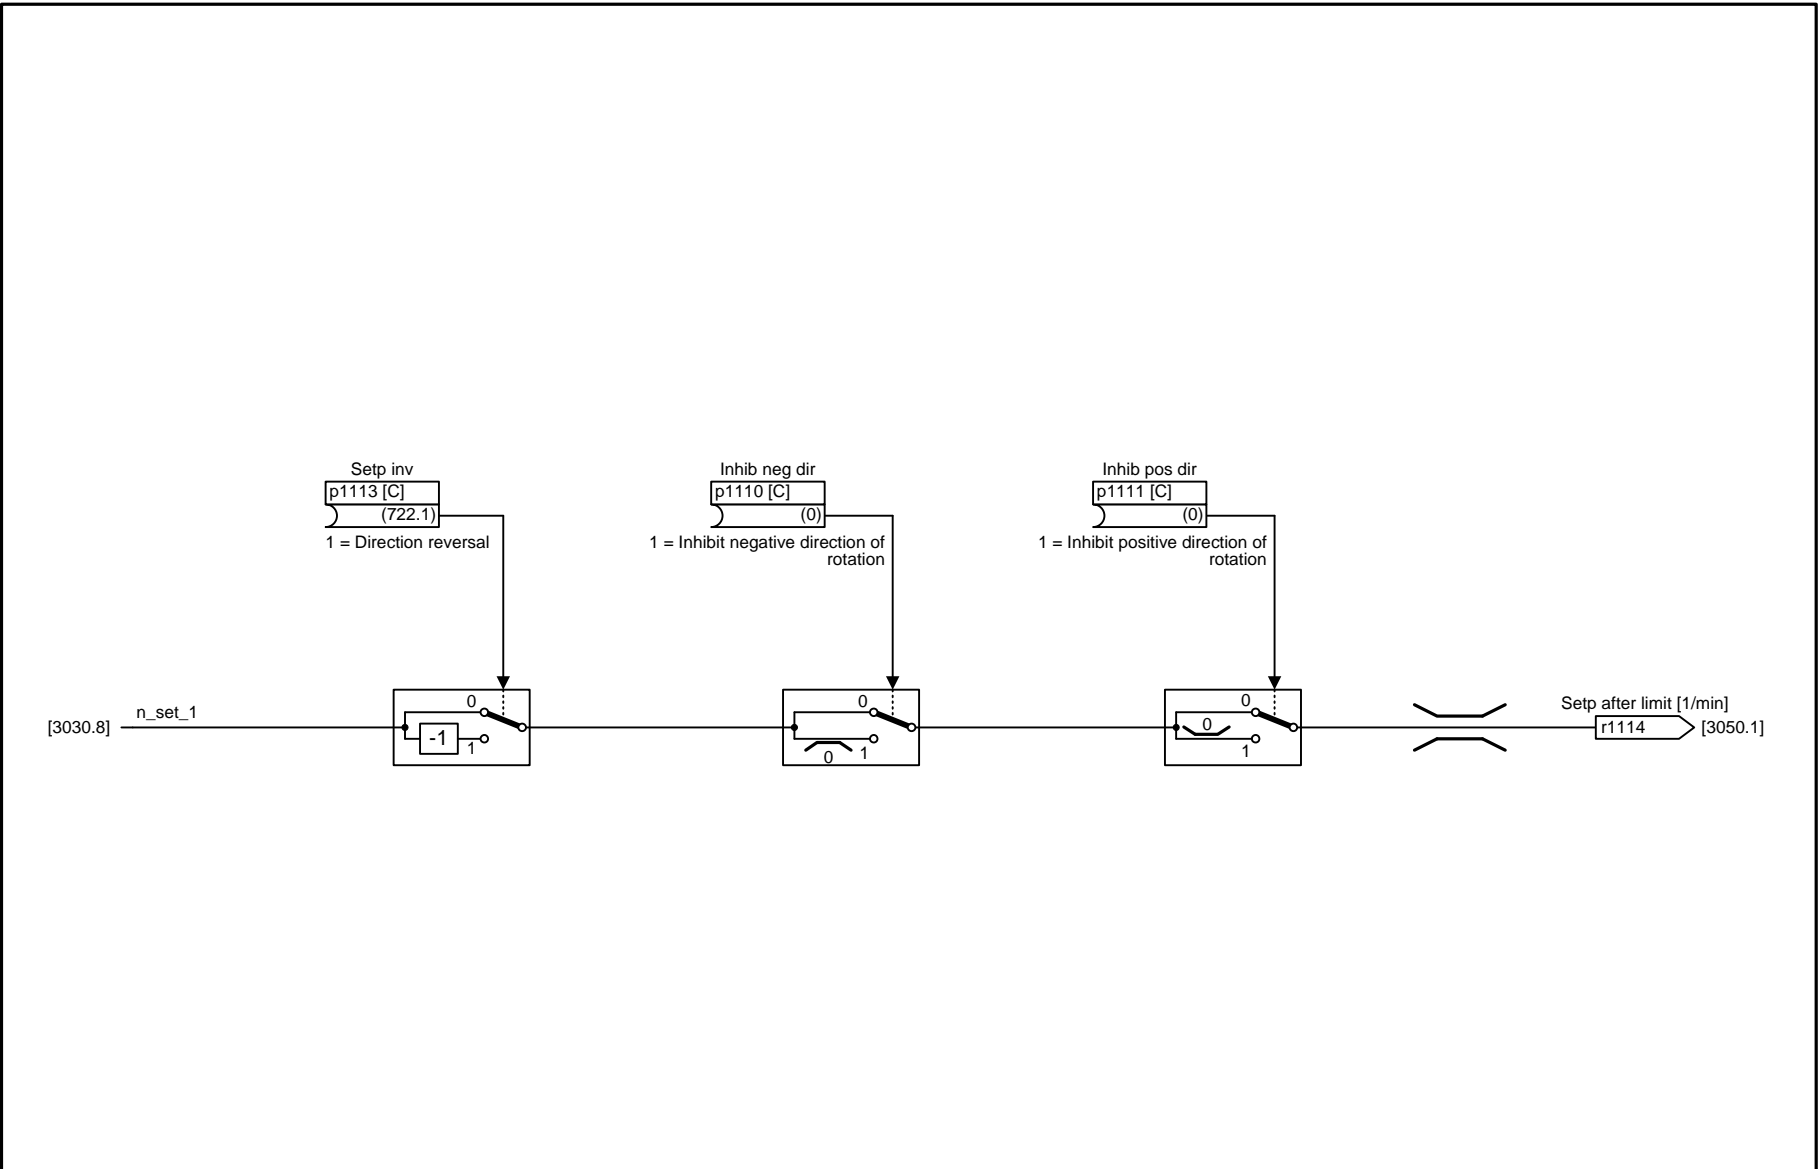 Setp inv
p1113 [C]
(722.1)
1 = Direction reversal
Inhib neg dir
p1110 [C]
(0)
1 = Inhibit negative direction of
rotation
Inhib pos dir
p1111 [C]
(0)
1 = Inhibit positive direction of
rotation
[3030.8]
n_set_1
0
-1
1
0
0
1
0
0
1
Setp after limit [1/min]
r1114
[3050.1]